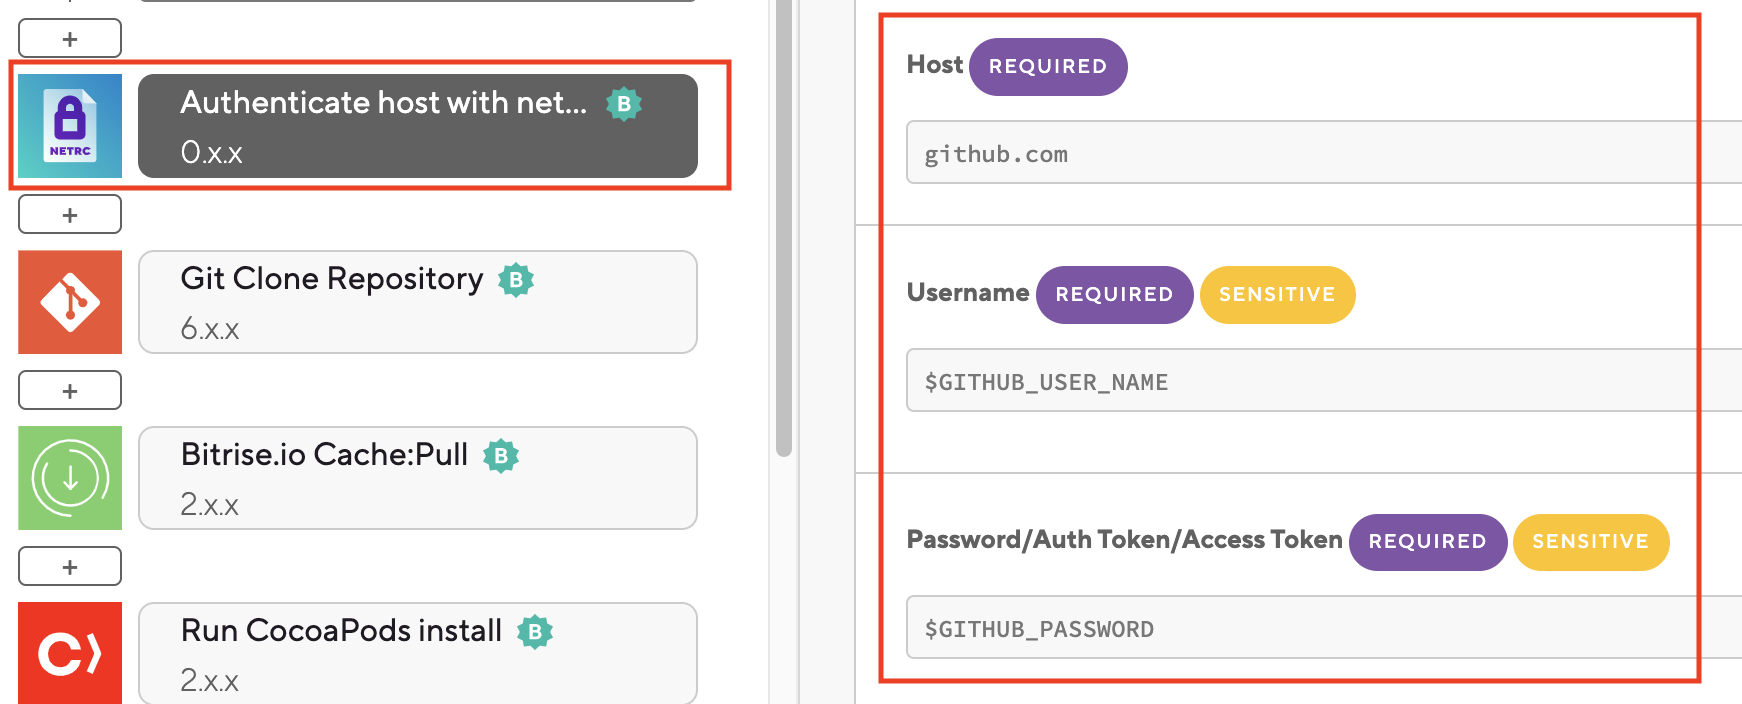 +
NETRC
Authenticate host with net... B
0.x.x
+
Git Clone Repository B
6.x.x
+
Bitrise.io Cache:Pull B
2.x.x
+
Run CocoaPods install B
2.x.x
Host REQUIRED
github.com
Username REQUIRED SENSITIVE
$GITHUB_USER_NAME
Password/Auth Token/Access Token REQUIRED SENSITIVE
$GITHUB_PASSWORD